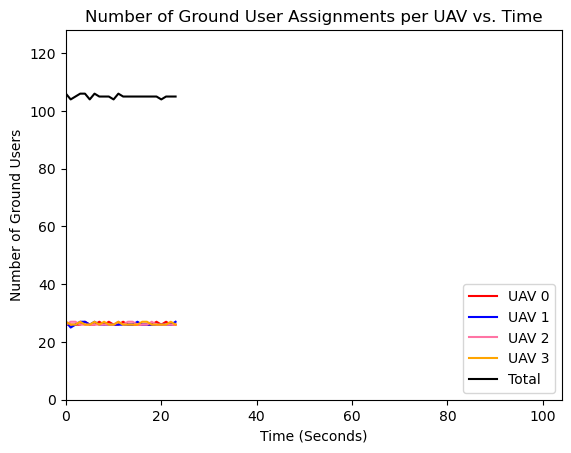 Number of Ground User Assignments per UAV vs. Time
Number of Ground Users
120
100
80
60
40
20
0
0 20 40 60 80 100
Time (Seconds)
UAV 0
UAV 1
UAV 2
UAV 3
Total